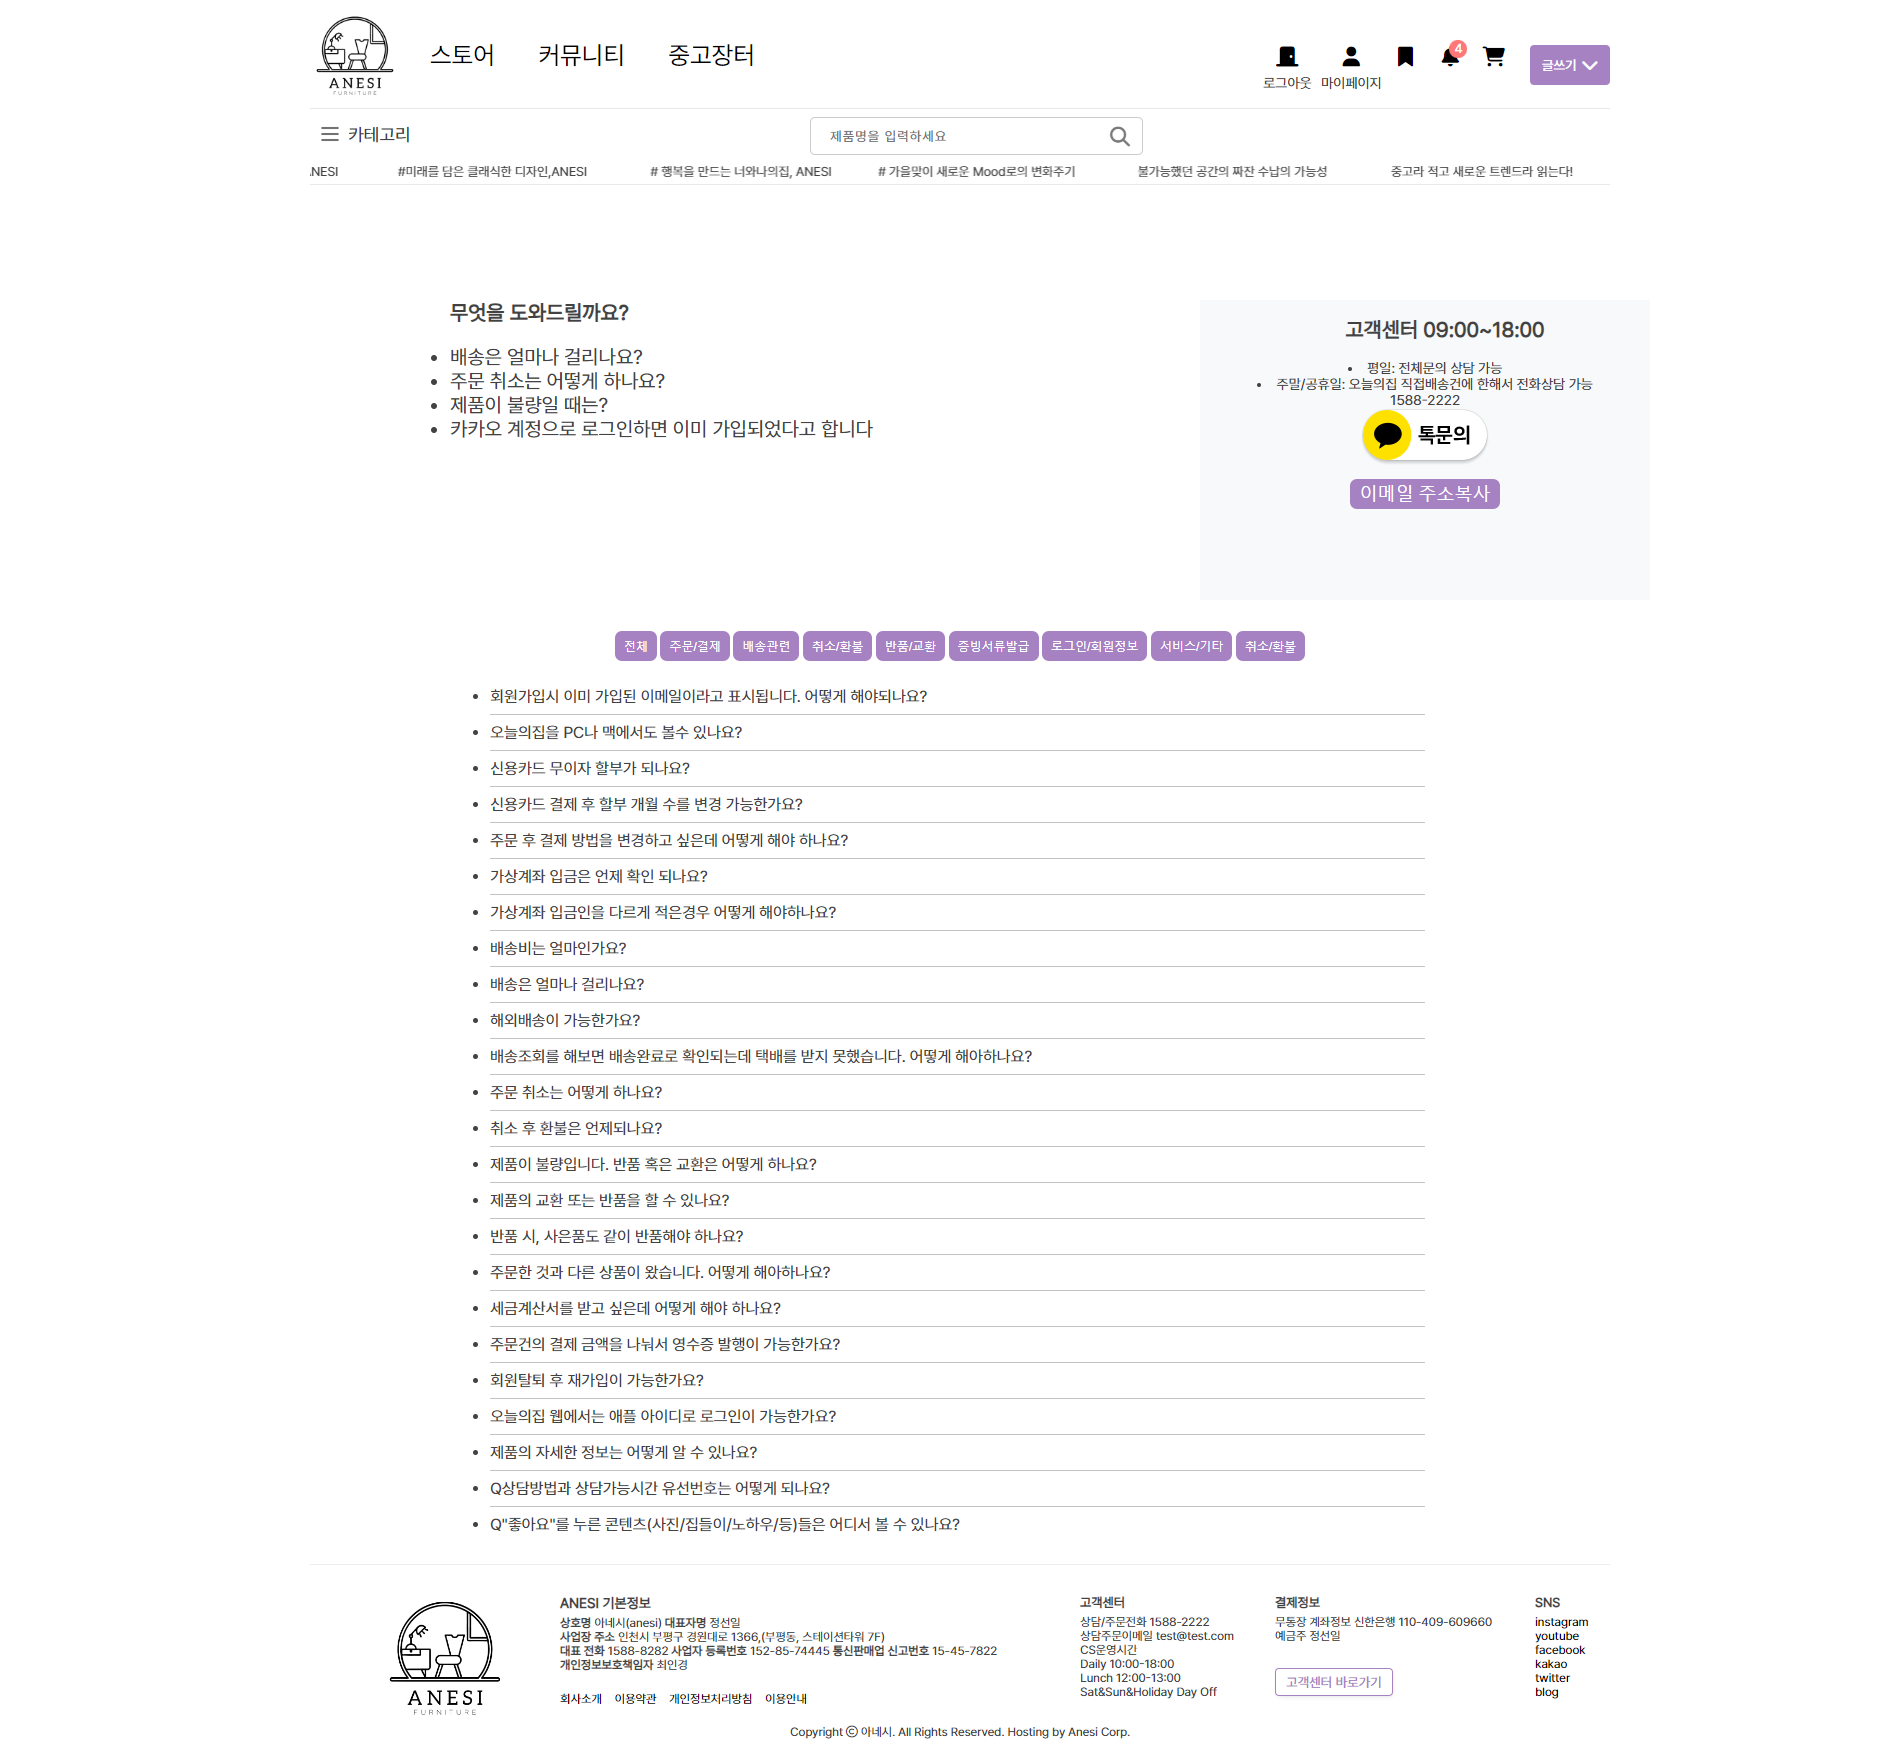 ANESI
FURNITURE
스토어 커뮤니티 중고장터
4
로그아웃 마이페이지
글쓰기
카테고리
제품명을 입력하세요
ANESI #미래를 담은 클래식한 디자인,ANESI # 행복을 만드는 너와나의집, ANESI # 가을맞이 새로운 Mood로의 변화주기 불가능했던 공간의 짜잔 수납의 가능성 중고라 적고 새로운 트렌드라 읽는다!
무엇을 도와드릴까요?
배송은 얼마나 걸리나요?
주문 취소는 어떻게 하나요?
제품이 불량일 때는?
카카오 계정으로 로그인하면 이미 가입되었다고 합니다
고객센터 09:00~18:00
평일: 전체문의 상담 가능
주말/공휴일: 오늘의집 직접배송건에 한해서 전화상담 가능
1588-2222
톡문의
이메일 주소복사
전체 주문/결제 배송관련 취소/환불 반품/교환 증빙서류발급 로그인/회원정보 서비스/기타 취소/환불
회원가입시 이미 가입된 이메일이라고 표시됩니다. 어떻게 해야되나요?
오늘의집을 PC나 맥에서도 볼수 있나요?
신용카드 무이자 할부가 되나요?
신용카드 결제 후 할부 개월 수를 변경 가능한가요?
주문 후 결제 방법을 변경하고 싶은데 어떻게 해야 하나요?
가상계좌 입금은 언제 확인 되나요?
가상계좌 입금인을 다르게 적은경우 어떻게 해야하나요?
배송비는 얼마인가요?
배송은 얼마나 걸리나요?
해외배송이 가능한가요?
배송조회를 해보면 배송완료로 확인되는데 택배를 받지 못했습니다. 어떻게 해아하나요?
주문 취소는 어떻게 하나요?
취소 후 환불은 언제되나요?
제품이 불량입니다. 반품 혹은 교환은 어떻게 하나요?
제품의 교환 또는 반품을 할 수 있나요?
반품 시, 사은품도 같이 반품해야 하나요?
주문한 것과 다른 상품이 왔습니다. 어떻게 해아하나요?
세금계산서를 받고 싶은데 어떻게 해야 하나요?
주문건의 결제 금액을 나눠서 영수증 발행이 가능한가요?
회원탈퇴 후 재가입이 가능한가요?
오늘의집 웹에서는 애플 아이디로 로그인이 가능한가요?
제품의 자세한 정보는 어떻게 알 수 있나요?
Q상담방법과 상담가능시간 유선번호는 어떻게 되나요?
Q"좋아요"를 누른 콘텐츠(사진/집들이/노하우/등)들은 어디서 볼 수 있나요?
ANESI
FURNITURE
ANESI 기본정보
상호명 아네시(anesi) 대표자명 정선일
사업장 주소 인천시 부평구 경원대로 1366,(부평동, 스테이션타워 7F)
대표 전화 1588-8282 사업자 등록번호 152-85-74445 통신판매업 신고번호 15-45-7822
개인정보보호책임자 최인경
회사소개 이용약관 개인정보처리방침 이용안내
고객센터
상담/주문전화 1588-2222
상담주문이메일 test@test.com
CS운영시간
Daily 10:00-18:00
Lunch 12:00-13:00
Sat&Sun&Holiday Day Off
결제정보
무통장 계좌정보 신한은행 110-409-609660
예금주 정선일
고객센터 바로가기
SNS
instagram
youtube
facebook
kakao
twitter
blog
Copyright ⓒ 아네시. All Rights Reserved. Hosting by Anesi Corp.